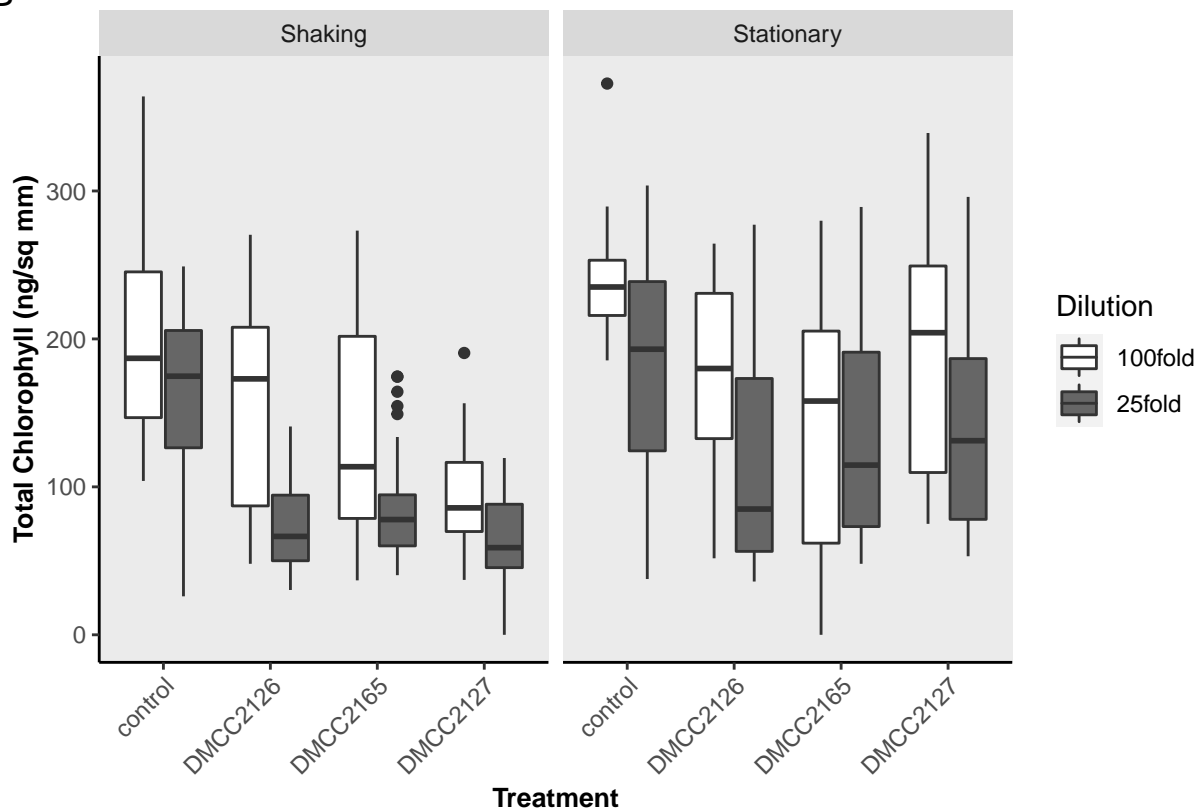 Shaking
Stationary
Total Chlorophyll (ng/sq mm)
300
200
100
0
control
DMCC2126
DMCC2165
DMCC2127
control
DMCC2126
DMCC2165
DMCC2127
Treatment
Dilution
100fold
25fold